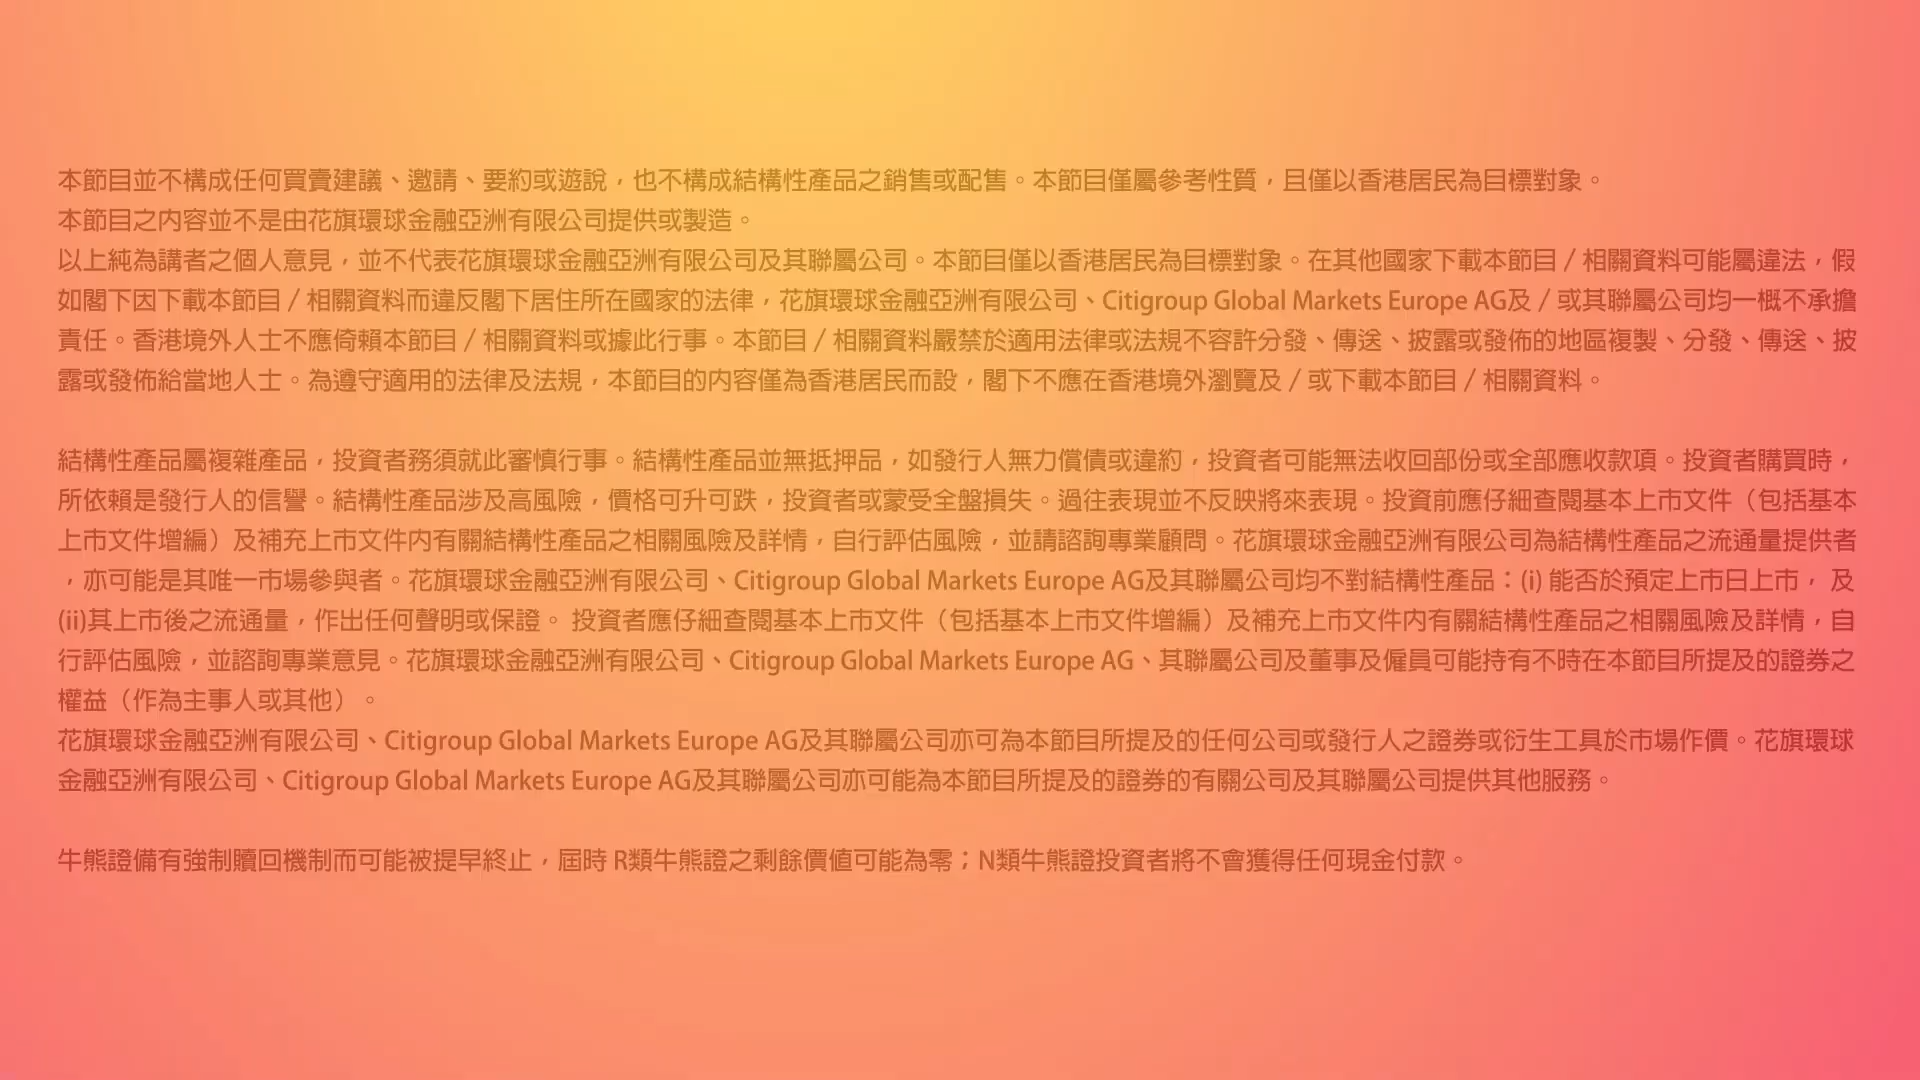 本節目並不構成任何買賣建議、邀請、要約或遊說，也不構成結構性產品之銷售或配售。本節目僅屬參考性質，且僅以香港居民為目標對象。
本節目之內容並不是由花旗環球金融亞洲有限公司提供或製造。
以上純為講者之個人意見，並不代表花旗環球金融亞洲有限公司及其聯屬公司。本節目僅以香港居民為目標對象。在其他國家下載本節目／相關資料可能屬違法，假
如閣下因下載本節目／相關資料而違反閣下居住所在國家的法律，花旗環球金融亞洲有限公司、Citigroup Global Markets Europe AG及／或其聯屬公司均一概不承擔
責任。香港境外人士不應倚賴本節目／相關資料或據此行事。本節目／相關資料嚴禁於適用法律或法規不容許分發、傳送、披露或發佈的地區複製、分發、傳送、披
露或發佈給當地人士。為遵守適用的法律及法規，本節目的內容僅為香港居民而設，閣下不應在香港境外瀏覽及／或下載本節目／相關資料。
結構性產品屬複雜產品，投資者務須就此審慎行事。結構性產品並無抵押品，如發行人無力償債或違約，投資者可能無法收回部份或全部應收款項。投資者購買時，
所依賴是發行人的信譽。結構性產品涉及高風險，價格可升可跌，投資者或蒙受全盤損失。過往表現並不反映將來表現。投資前應仔細查閱基本上市文件（包括基本
上市文件增編）及補充上市文件內有關結構性產品之相關風險及詳情，自行評估風險，並請諮詢專業顧問。花旗環球金融亞洲有限公司為結構性產品之流通量提供者
，亦可能是其唯一市場參與者。花旗環球金融亞洲有限公司、Citigroup Global Markets Europe AG及其聯屬公司均不對結構性產品：(i) 能否於預定上市日上市， 及
(ii)其上市後之流通量，作出任何聲明或保證。 投資者應仔細查閱基本上市文件（包括基本上市文件增編）及補充上市文件內有關結構性產品之相關風險及詳情，自
行評估風險，並諮詢專業意見。花旗環球金融亞洲有限公司、Citigroup Global Markets Europe AG、其聯屬公司及董事及僱員可能持有不時在本節目所提及的證券之
權益（作為主事人或其他）。
花旗環球金融亞洲有限公司、Citigroup Global Markets Europe AG及其聯屬公司亦可為本節目所提及的任何公司或發行人之證券或衍生工具於市場作價。花旗環球
金融亞洲有限公司、Citigroup Global Markets Europe AG及其聯屬公司亦可能為本節目所提及的證券的有關公司及其聯屬公司提供其他服務。
牛熊證備有強制贖回機制而可能被提早終止，屆時 R類牛熊證之剩餘價值可能為零；N類牛熊證投資者將不會獲得任何現金付款。